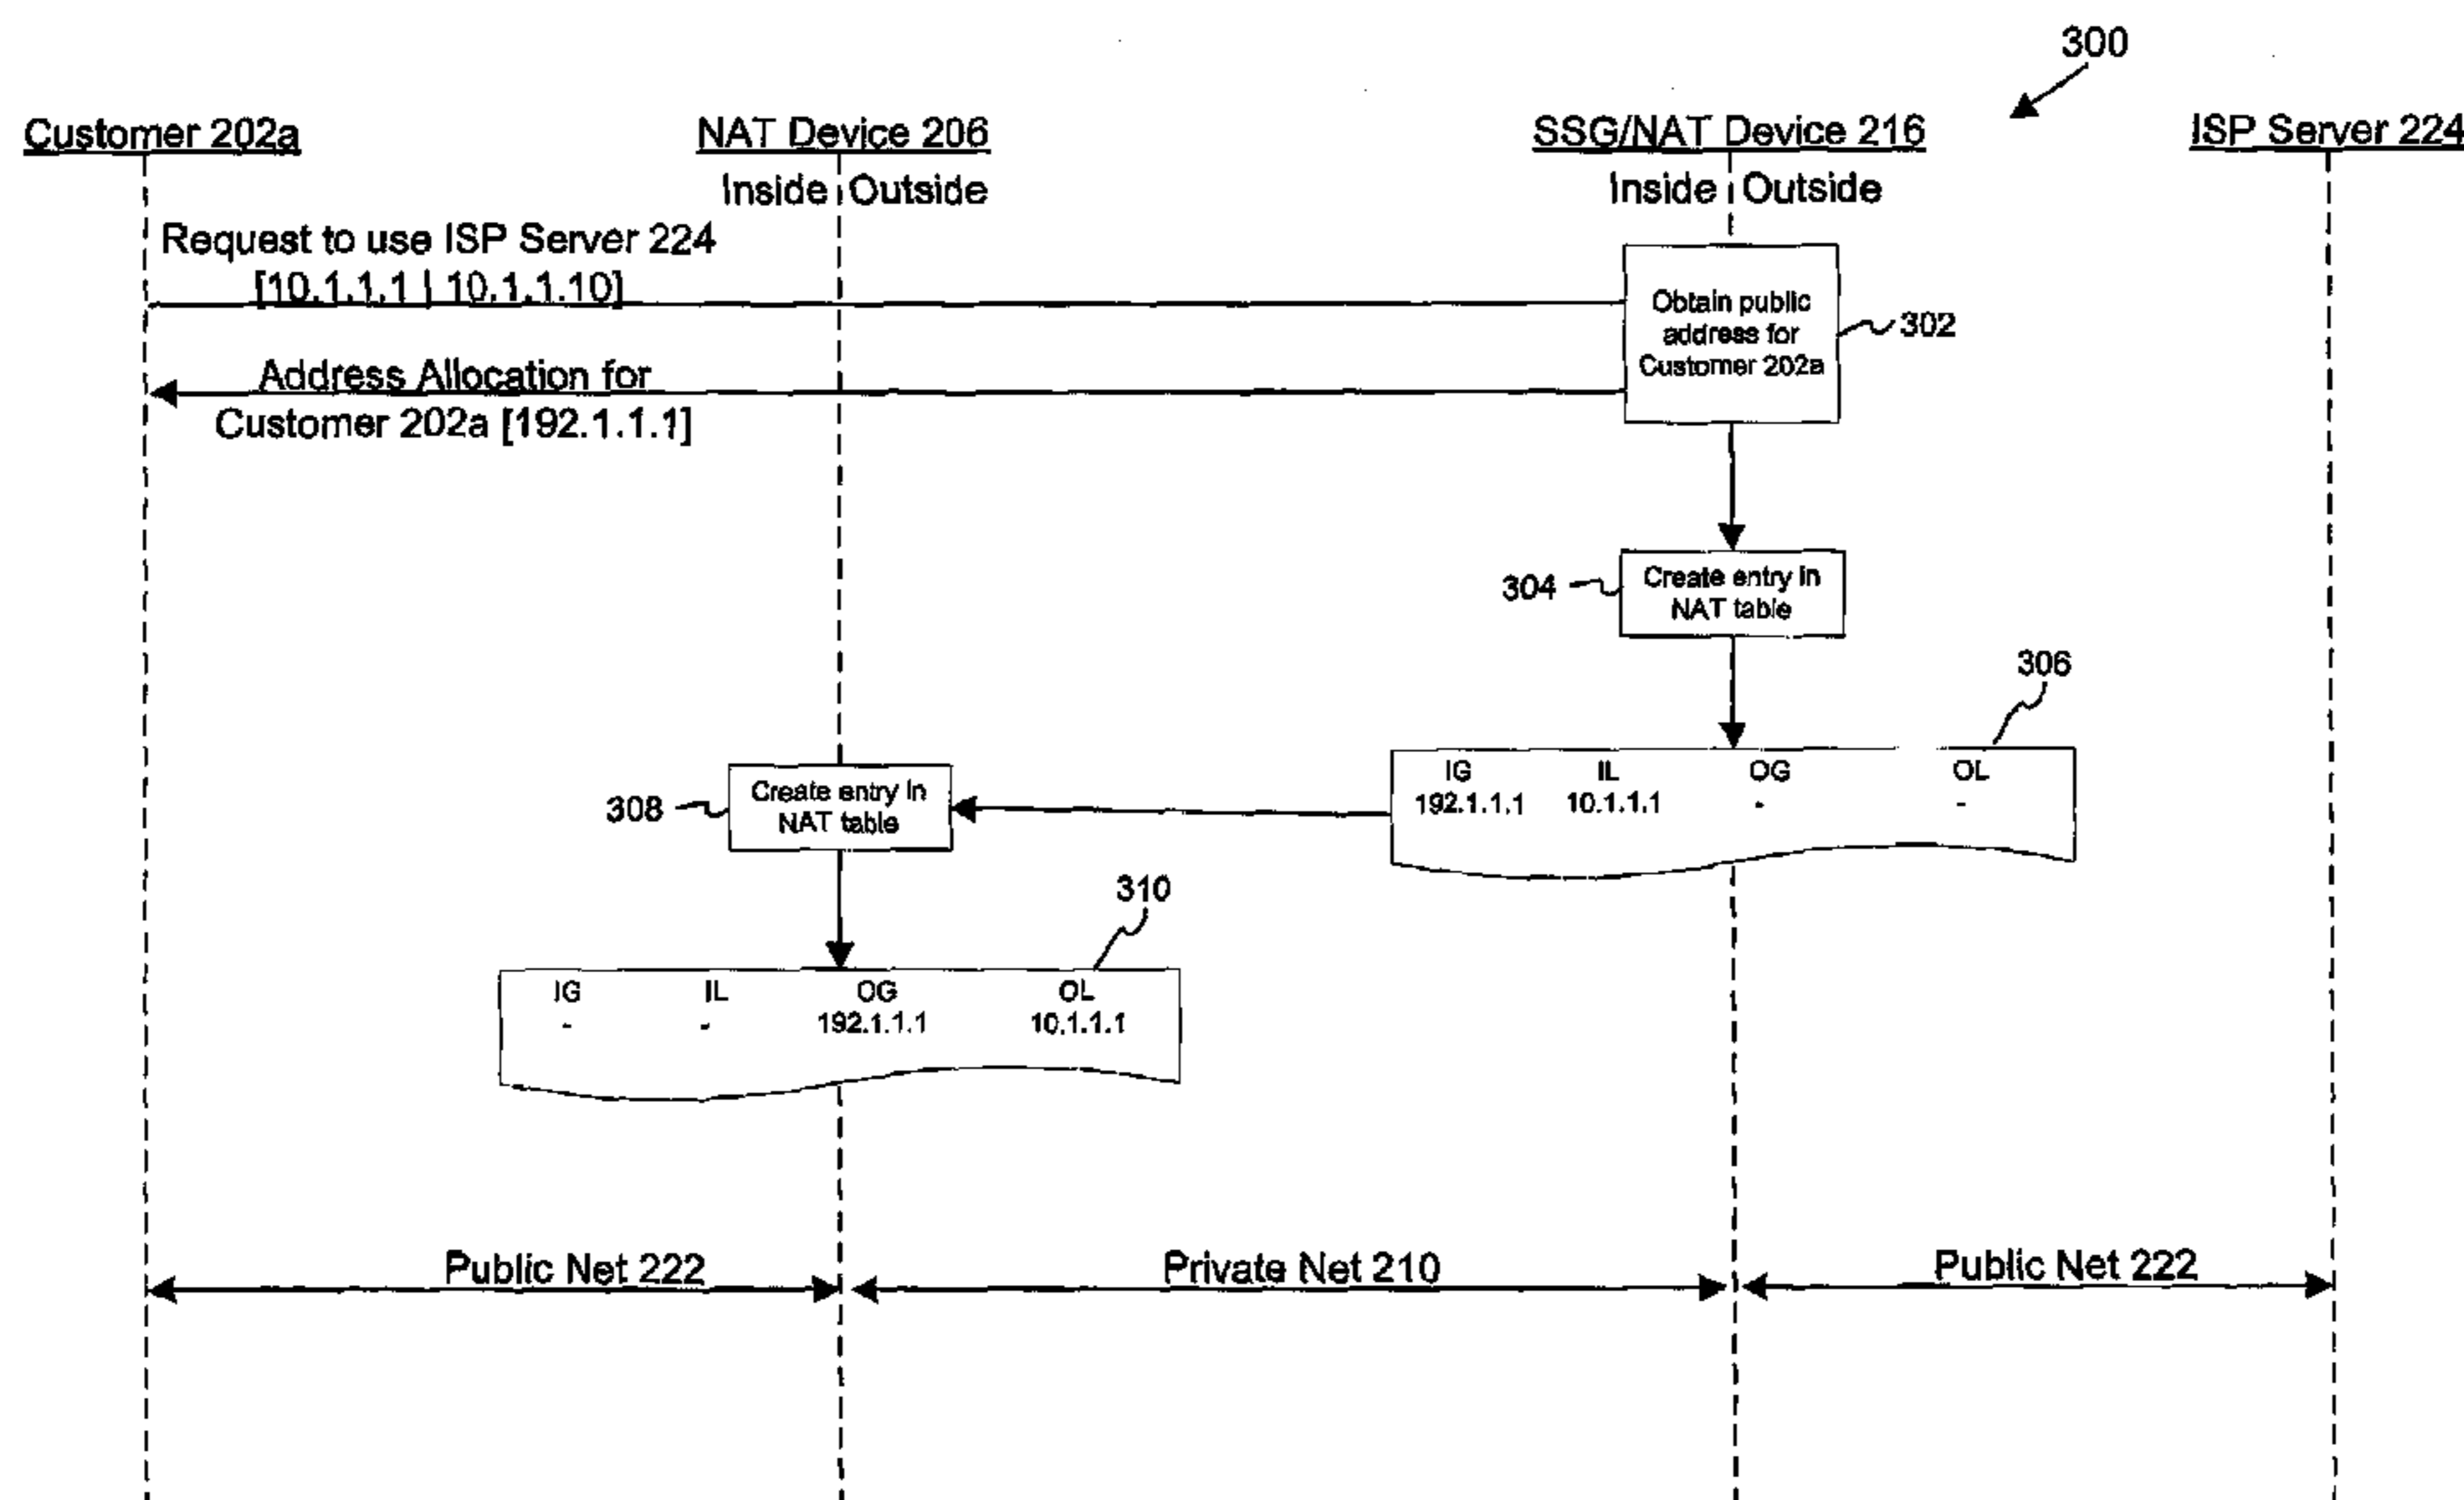 300
Customer 202a
NAT Device 206
SSG/NAT Device 216
ISP Server 224
Inside Outside
Inside Outside
Request to use ISP Server 224
[10.1.1.1 | 10.1.1.10]
Obtain public
address for
Customer 202a
302
Address Allocation for
Customer 202a [192.1.1.1]
304
Create entry in
NAT table
306
IG IL OG OL
192.1.1.1 10.1.1.1 - -
308
Create entry in
NAT table
310
IG IL OG OL
- - 192.1.1.1 10.1.1.1
Public Net 222
Private Net 210
Public Net 222